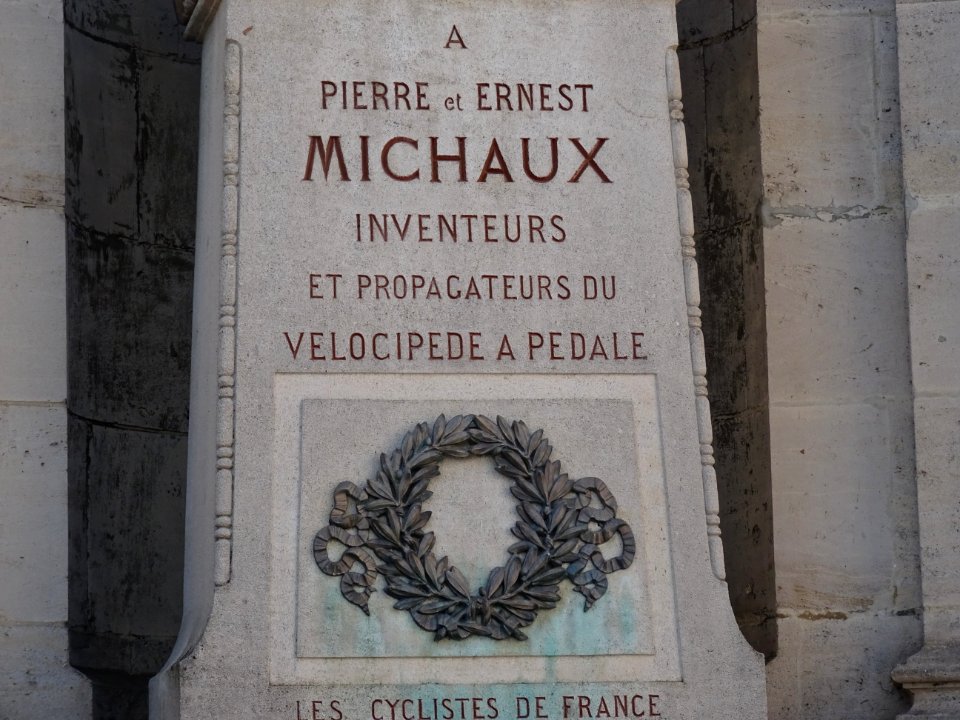 A
PIERRE et ERNEST
MICHAUX
INVENTEURS
ET PROPAGATEURS DU
VELOCIPEDE A PEDALE
LES CYCLISTES DE FRANCE